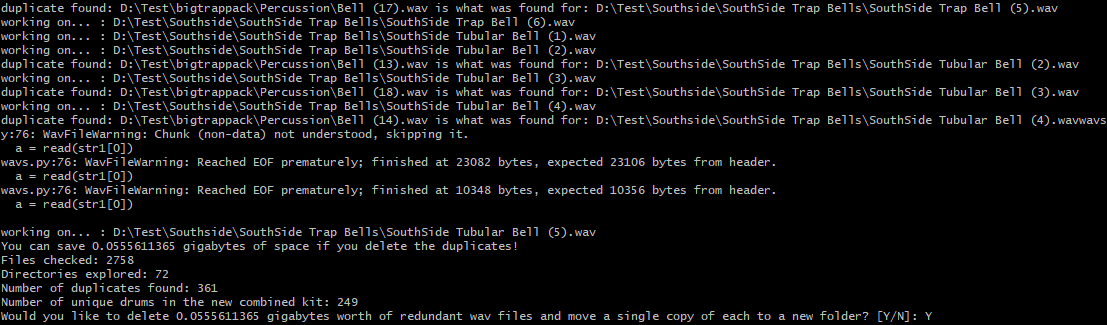 duplicate found: D:\Test\bigtrappack\Percussion\Bell (17).wav is what was found for: D:\Test\Southside\SouthSide Trap Bells\SouthSide Trap Bell (5).wav
working on... : D:\Test\Southside\SouthSide Trap Bells\SouthSide Trap Bell (6).wav
working on... : D:\Test\Southside\SouthSide Trap Bells\SouthSide Tubular Bell (1).wav
working on... : D:\Test\Southside\SouthSide Trap Bells\SouthSide Tubular Bell (2).wav
duplicate found: D:\Test\bigtrappack\Percussion\Bell (13).wav is what was found for: D:\Test\Southside\SouthSide Trap Bells\SouthSide Tubular Bell (2).wav
working on... : D:\Test\Southside\SouthSide Trap Bells\SouthSide Tubular Bell (3).wav
duplicate found: D:\Test\bigtrappack\Percussion\Bell (18).wav is what was found for: D:\Test\Southside\SouthSide Trap Bells\SouthSide Tubular Bell (3).wav
working on... : D:\Test\Southside\SouthSide Trap Bells\SouthSide Tubular Bell (4).wav
duplicate found: D:\Test\bigtrappack\Percussion\Bell (14).wav is what was found for: D:\Test\Southside\SouthSide Trap Bells\SouthSide Tubular Bell (4).wavwavs.p
y:76: WavFileWarning: Chunk (non-data) not understood, skipping it.
  a = read(str1[0])
wavs.py:76: WavFileWarning: Reached EOF prematurely; finished at 23082 bytes, expected 23106 bytes from header.
  a = read(str1[0])
wavs.py:76: WavFileWarning: Reached EOF prematurely; finished at 10348 bytes, expected 10356 bytes from header.
  a = read(str1[0])

working on... : D:\Test\Southside\SouthSide Trap Bells\SouthSide Tubular Bell (5).wav
You can save 0.0555611365 gigabytes of space if you delete the duplicates!
Files checked: 2758
Directories explored: 72
Number of duplicates found: 361
Number of unique drums in the new combined kit: 249
Would you like to delete 0.0555611365 gigabytes worth of redundant wav files and move a single copy of each to a new folder? [Y/N]: Y